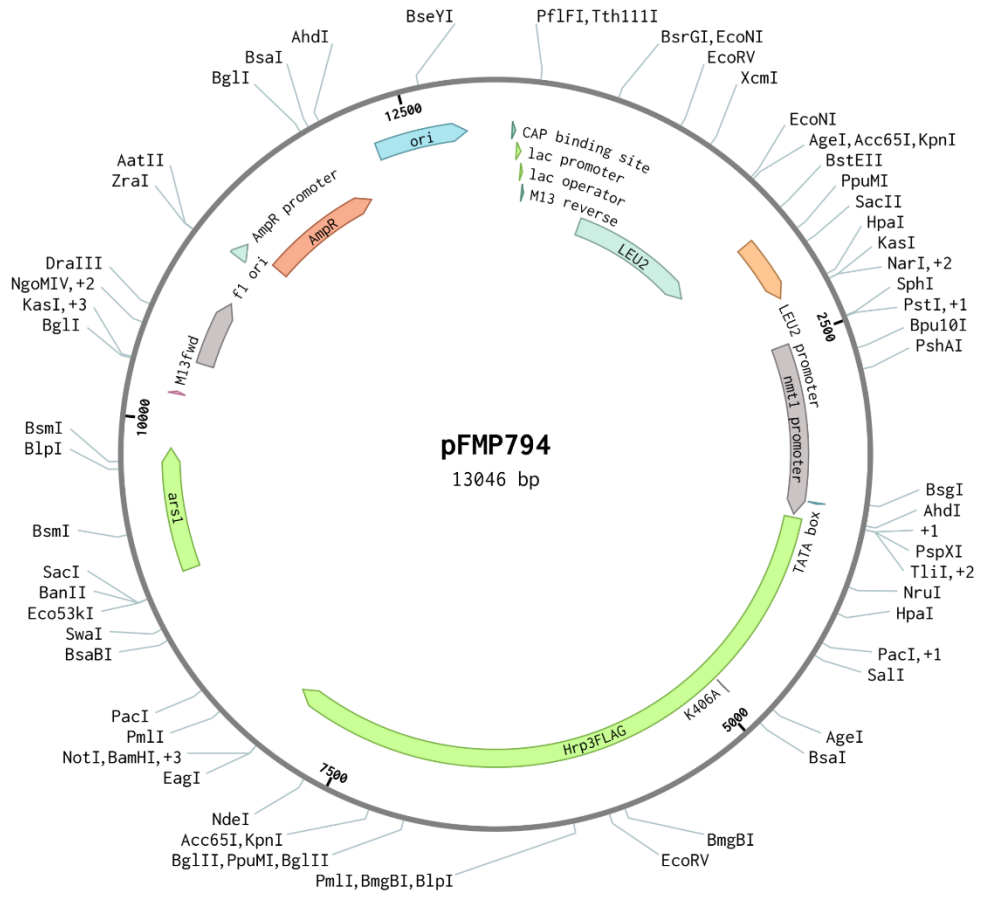 BseYI
PflFI,Tth111I
AhdI
BsrGI,EcoNI
BsaI
EcoRV
BglI
XcmI
12500
ori
EcoNI
CAP binding site
AgeI,Acc65I,KpnI
lac promoter
BstEII
AatII
lac operator
PpuMI
ZraI
M13 reverse
SacII
AmpR promoter
AmpR
HpaI
LEU2
KasI
DraIII
f1 ori
NarI,+2
NgoMIV,+2
SphI
KasI,+3
PstI,+1
BglI
2500
Bpu10I
M13fwd
LEU2 promoter
PshAI
10000
nmt1 promoter
BsmI
pFMP794
BlpI
13046 bp
BsgI
ars1
AhdI
BsmI
TATA box
+1
PspXI
SacI
TliI,+2
BanII
NruI
Eco53kI
HpaI
SwaI
BsaBI
PacI,+1
SalI
K406A
PacI
5000
PmlI
AgeI
Hrp3FLAG
NotI,BamHI,+3
BsaI
EagI
7500
NdeI
Acc65I,KpnI
BmgBI
BglII,PpuMI,BglII
EcoRV
PmlI,BmgBI,BlpI